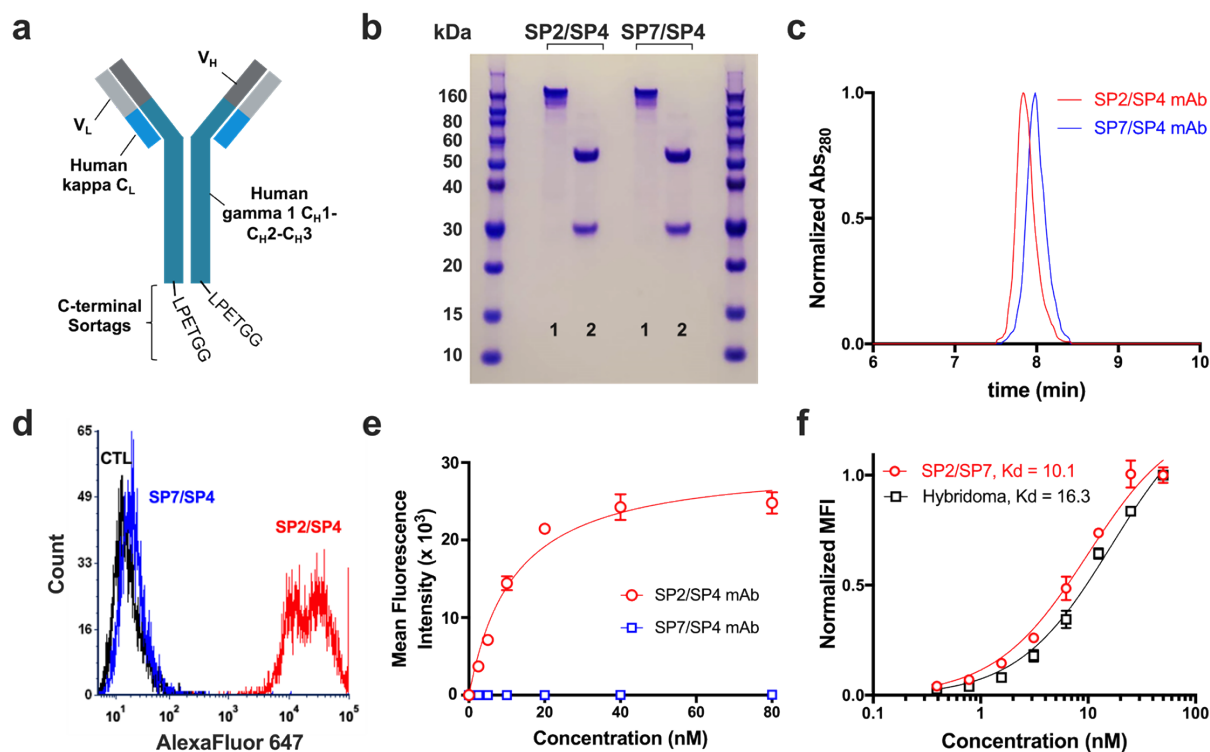 a
V_H
V_L
Human
kappa C_L
Human
gamma 1 C_H1-
C_H2-C_H3
C-terminal
Sortags
LPETGG
LPETGG
b
kDa
SP2/SP4 SP7/SP4
160
80
60
50
40
30
20
15
10
1 2 1 2
c
Normalized Abs_280
1.0
0.5
0.0
SP2/SP4 mAb
SP7/SP4 mAb
6 7 8 9 10
time (min)
d
Count
65
49
33
16
0
CTL
SP7/SP4
SP2/SP4
10^1 10^2 10^3 10^4 10^5
AlexaFluor 647
e
Mean Fluorescence
Intensity (x 10^3)
30
20
10
0
SP2/SP4 mAb
SP7/SP4 mAb
0 20 40 60 80
Concentration (nM)
f
Normalized MFI
1.0
0.5
0.0
SP2/SP7, Kd = 10.1
Hybridoma, Kd = 16.3
0.1 1 10 100
Concentration (nM)